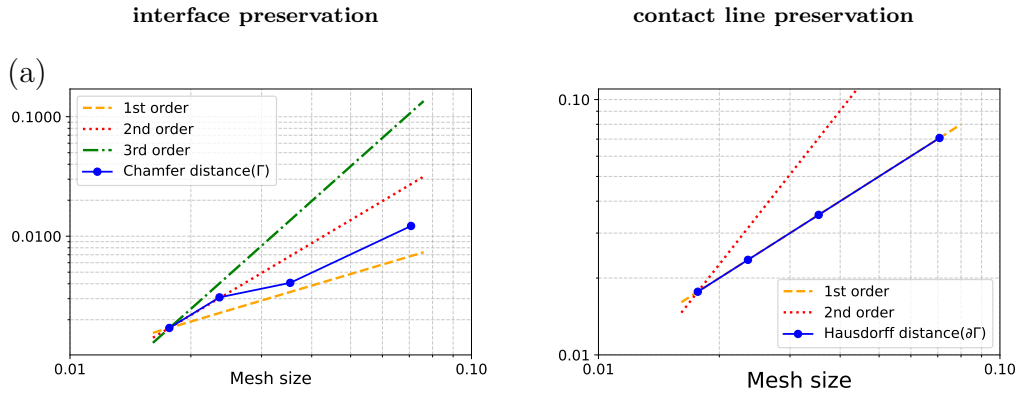 interface preservation
contact line preservation
(a)
1st order
2nd order
3rd order
Chamfer distance(Γ)
0.1000
0.0100
0.01
0.10
Mesh size
0.10
0.01
1st order
2nd order
Hausdorff distance(∂Γ)
0.01
0.10
Mesh size